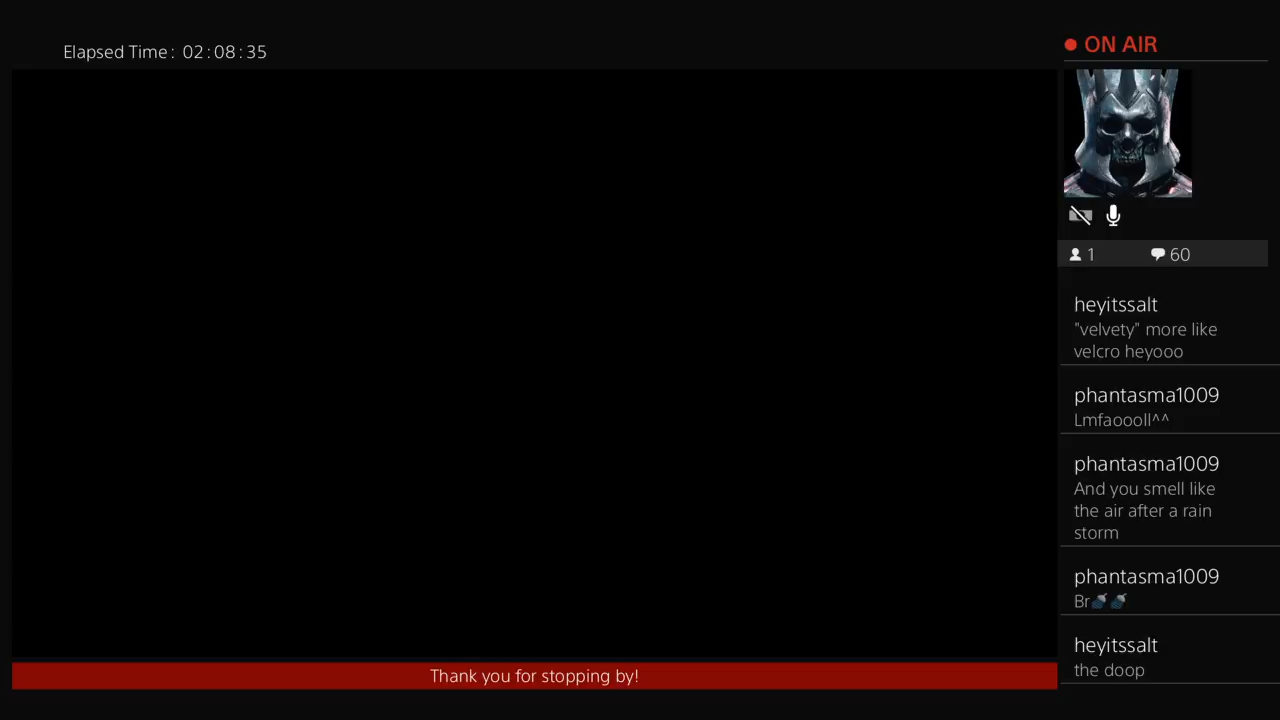 Elapsed Time: 02:08:35
ON AIR
1
60
heyitssalt
"velvety" more like
velcro heyooo
phantasma1009
Lmfaoooll^^
phantasma1009
And you smell like
the air after a rain
storm
phantasma1009
Br
heyitssalt
the doop
Thank you for stopping by!